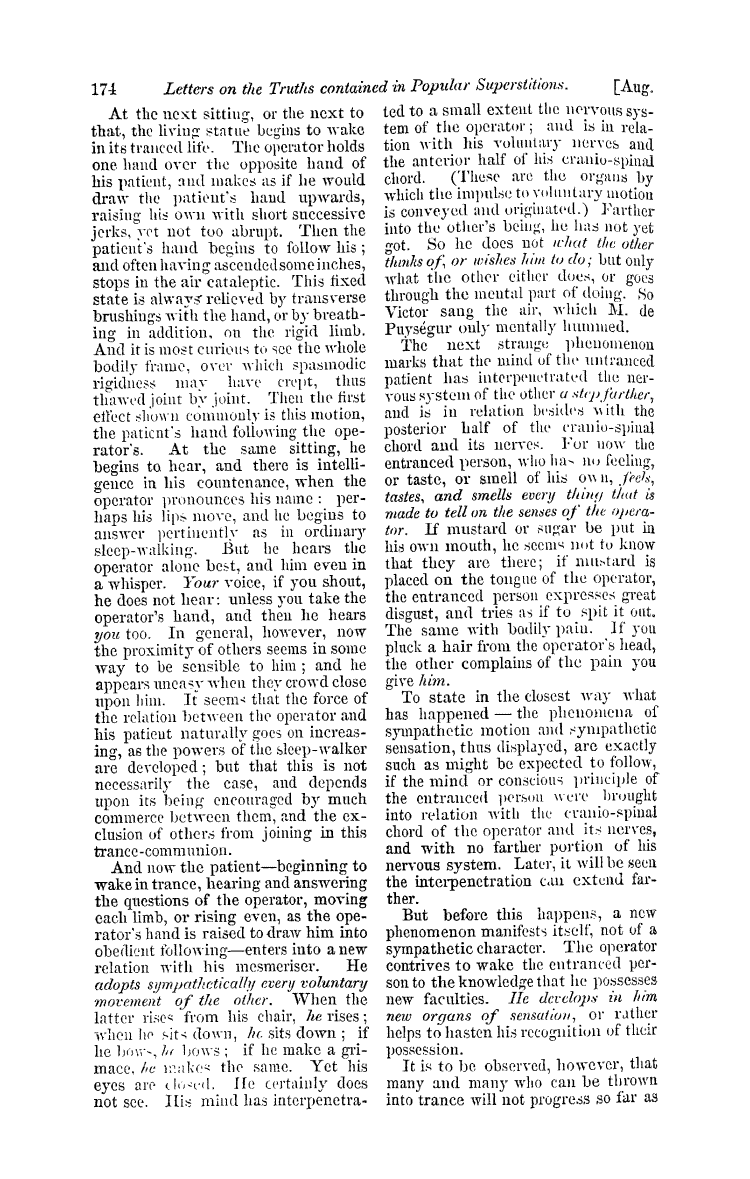 174 Letters on the Truths contained in Popular Superstitions. [Aug.
At the next sitting, or the next to
that, the living statue begins to wake
in its tranced life. The operator holds
one hand over the opposite hand of
his patient, and makes as if he would
draw the patient's hand upwards,
raising his own with short successive
jerks, yet not too abrupt. Then the
patient's hand begins to follow his;
and often having ascended some inches,
stops in the air cataleptic. This fixed
state is always relieved by transverse
brushings with the hand, or by breath-
ing in addition, on the rigid limb.
And it is most curious to see the whole
bodily frame, over which spasmodic
rigidness may have crept, thus
thawed joint by joint. Then the first
effect shown commonly is this motion,
the patient's hand following the ope-
rator's. At the same sitting, he
begins to hear, and there is intelli-
gence in his countenance, when the
operator pronounces his name: per-
haps his lips move, and he begins to
answer pertinently as in ordinary
sleep-walking. But he hears the
operator alone best, and him even in
a whisper. Your voice, if you shout,
he does not hear: unless you take the
operator's hand, and then he hears
you too. In general, however, now
the proximity of others seems in some
way to be sensible to him; and he
appears uneasy when they crowd close
upon him. It seems that the force of
the relation between the operator and
his patient naturally goes on increas-
ing, as the powers of the sleep-walker
are developed; but that this is not
necessarily the case, and depends
upon its being encouraged by much
commerce between them, and the ex-
clusion of others from joining in this
trance-communion.
And now the patient—beginning to
wake in trance, hearing and answering
the questions of the operator, moving
each limb, or rising even, as the ope-
rator's hand is raised to draw him into
obedient following—enters into a new
relation with his mesmeriser. He
adopts sympathetically every voluntary
movement of the other. When the
latter rises from his chair, he rises;
when he sits down, he sits down; if
he bows, he bows; if he make a gri-
mace, he makes the same. Yet his
eyes are closed. He certainly does
not see. His mind has interpenetra-
ted to a small extent the nervous sys-
tem of the operator; and is in rela-
tion with his voluntary nerves and
the anterior half of his cranio-spinal
chord. (These are the organs by
which the impulse to voluntary motion
is conveyed and originated.) Farther
into the other's being, he has not yet
got. So he does not what the other
thinks of, or wishes him to do; but only
what the other either does, or goes
through the mental part of doing. So
Victor sang the air, which M. de
Puységur only mentally hummed.
The next strange phenomenon
marks that the mind of the untranced
patient has interpenetrated the ner-
vous system of the other a step farther,
and is in relation besides with the
posterior half of the cranio-spinal
chord and its nerves. For now the
entranced person, who has no feeling,
or taste, or smell of his own, feels,
tastes, and smells every thing that is
made to tell on the senses of the opera-
tor. If mustard or sugar be put in
his own mouth, he seems not to know
that they are there; if mustard is
placed on the tongue of the operator,
the entranced person expresses great
disgust, and tries as if to spit it out.
The same with bodily pain. If you
pluck a hair from the operator's head,
the other complains of the pain you
give him.
To state in the closest way what
has happened — the phenomena of
sympathetic motion and sympathetic
sensation, thus displayed, are exactly
such as might be expected to follow,
if the mind or conscious principle of
the entranced person were brought
into relation with the cranio-spinal
chord of the operator and its nerves,
and with no farther portion of his
nervous system. Later, it will be seen
the interpenetration can extend far-
ther.
But before this happens, a new
phenomenon manifests itself, not of a
sympathetic character. The operator
contrives to wake the entranced per-
son to the knowledge that he possesses
new faculties. He develops in him
new organs of sensation, or rather
helps to hasten his recognition of their
possession.
It is to be observed, however, that
many and many who can be thrown
into trance will not progress so far as